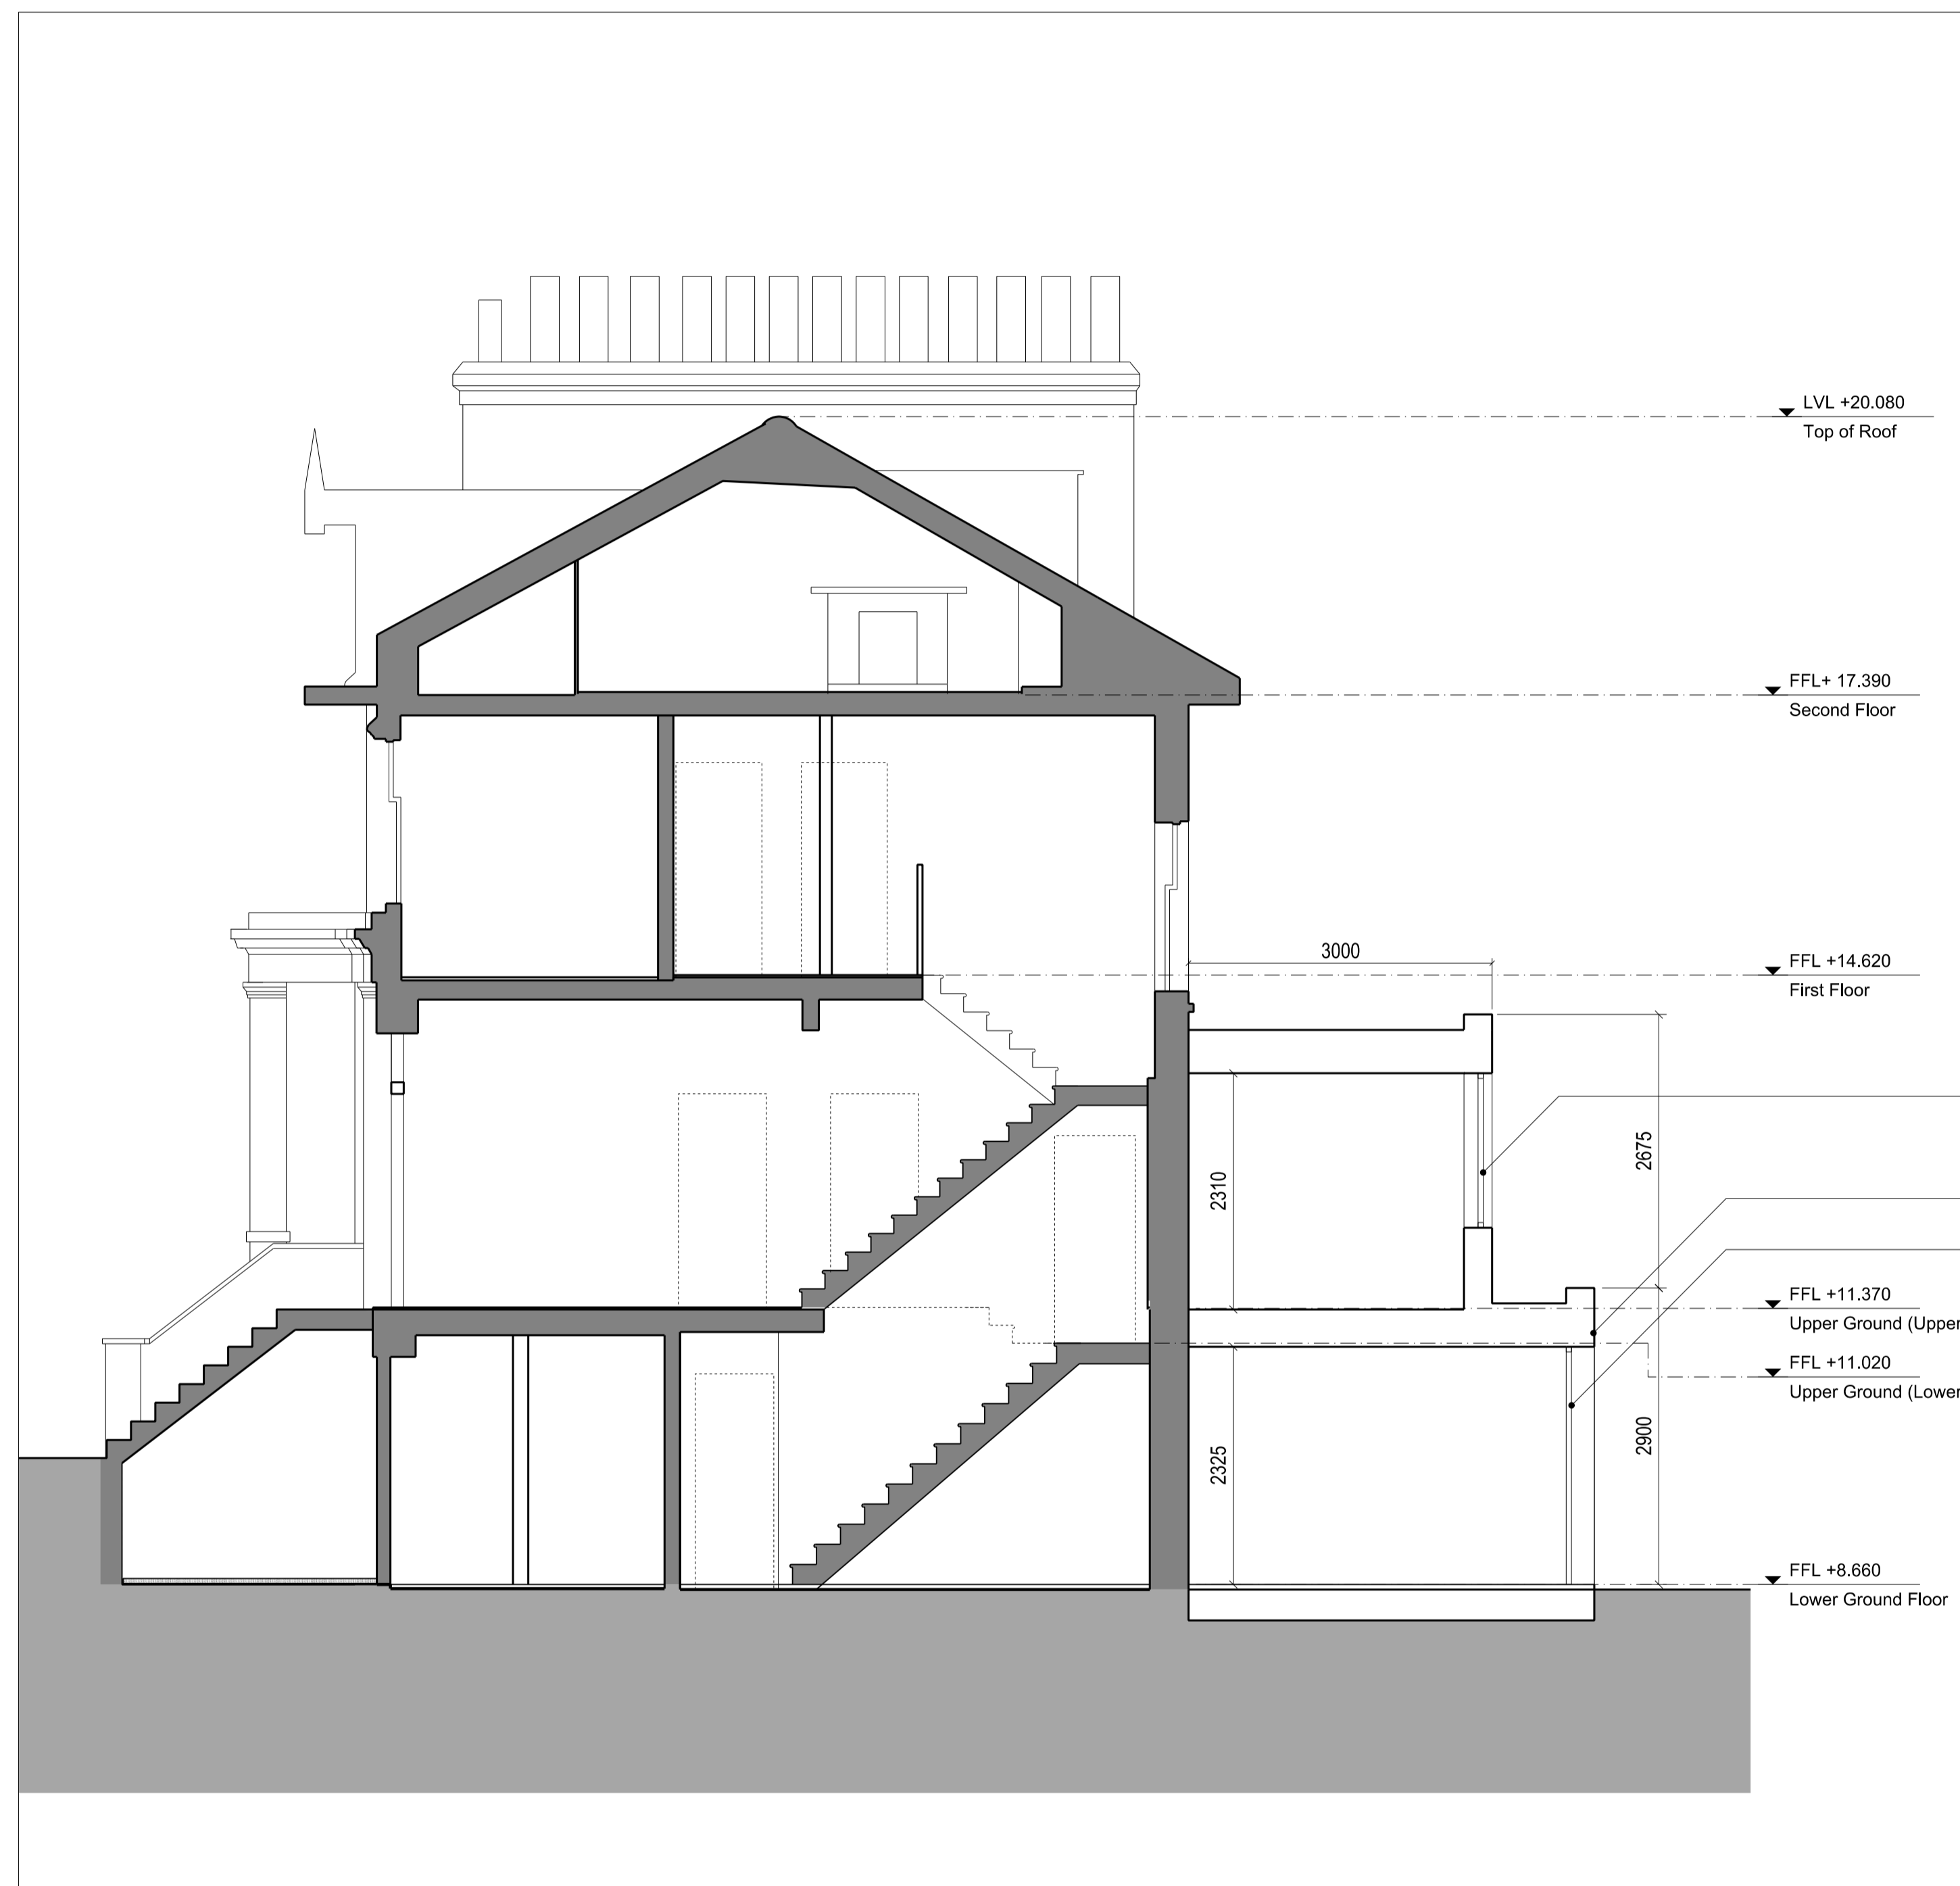 LVL +20.080
Top of Roof
FFL+ 17.390
Second Floor
3000
FFL +14.620
First Floor
2675
2310
FFL +11.370
Upper Ground (Upper
FFL +11.020
Upper Ground (Lower
2900
2325
FFL +8.660
Lower Ground Floor